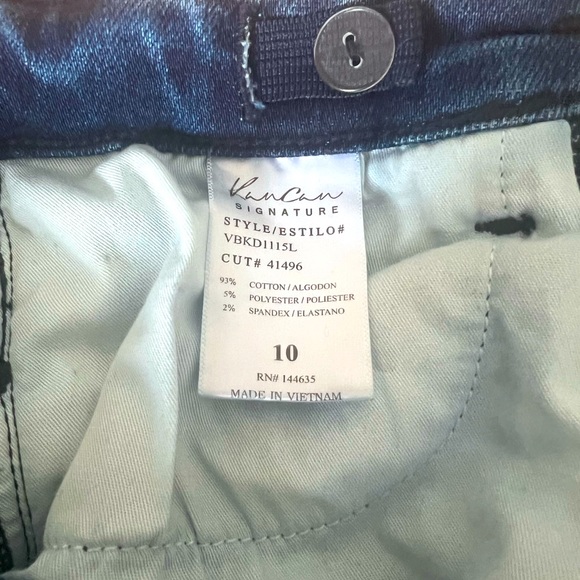 KanCan
SIGNATURE
STYLE/ESTILO#
VBKD1115L
CUT# 41496
93% COTTON / ALGODON
5% POLYESTER / POLIESTER
2% SPANDEX / ELASTANO
10
RN# 144635
MADE IN VIETNAM